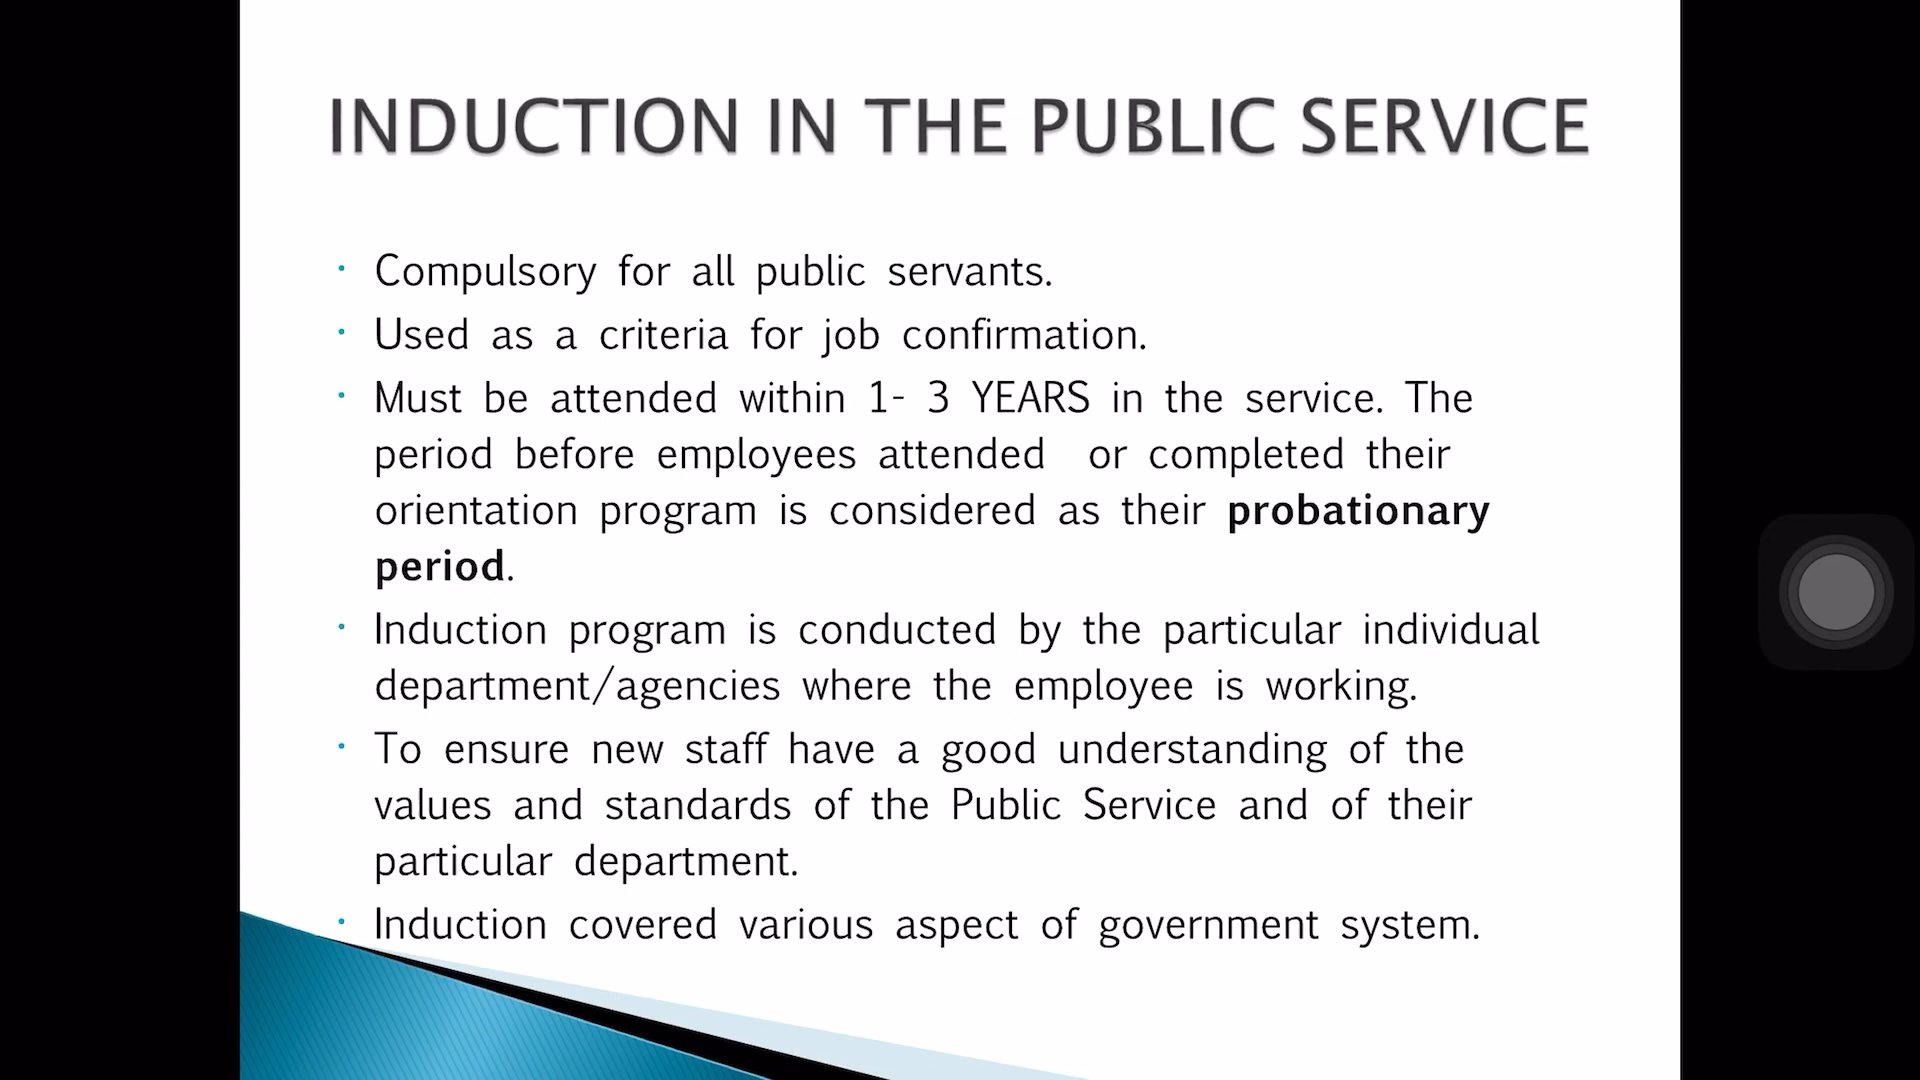 INDUCTION IN THE PUBLIC SERVICE
· Compulsory for all public servants.
· Used as a criteria for job confirmation.
· Must be attended within 1- 3 YEARS in the service. The
period before employees attended or completed their
orientation program is considered as their probationary
period.
· Induction program is conducted by the particular individual
department/agencies where the employee is working.
· To ensure new staff have a good understanding of the
values and standards of the Public Service and of their
particular department.
· Induction covered various aspect of government system.